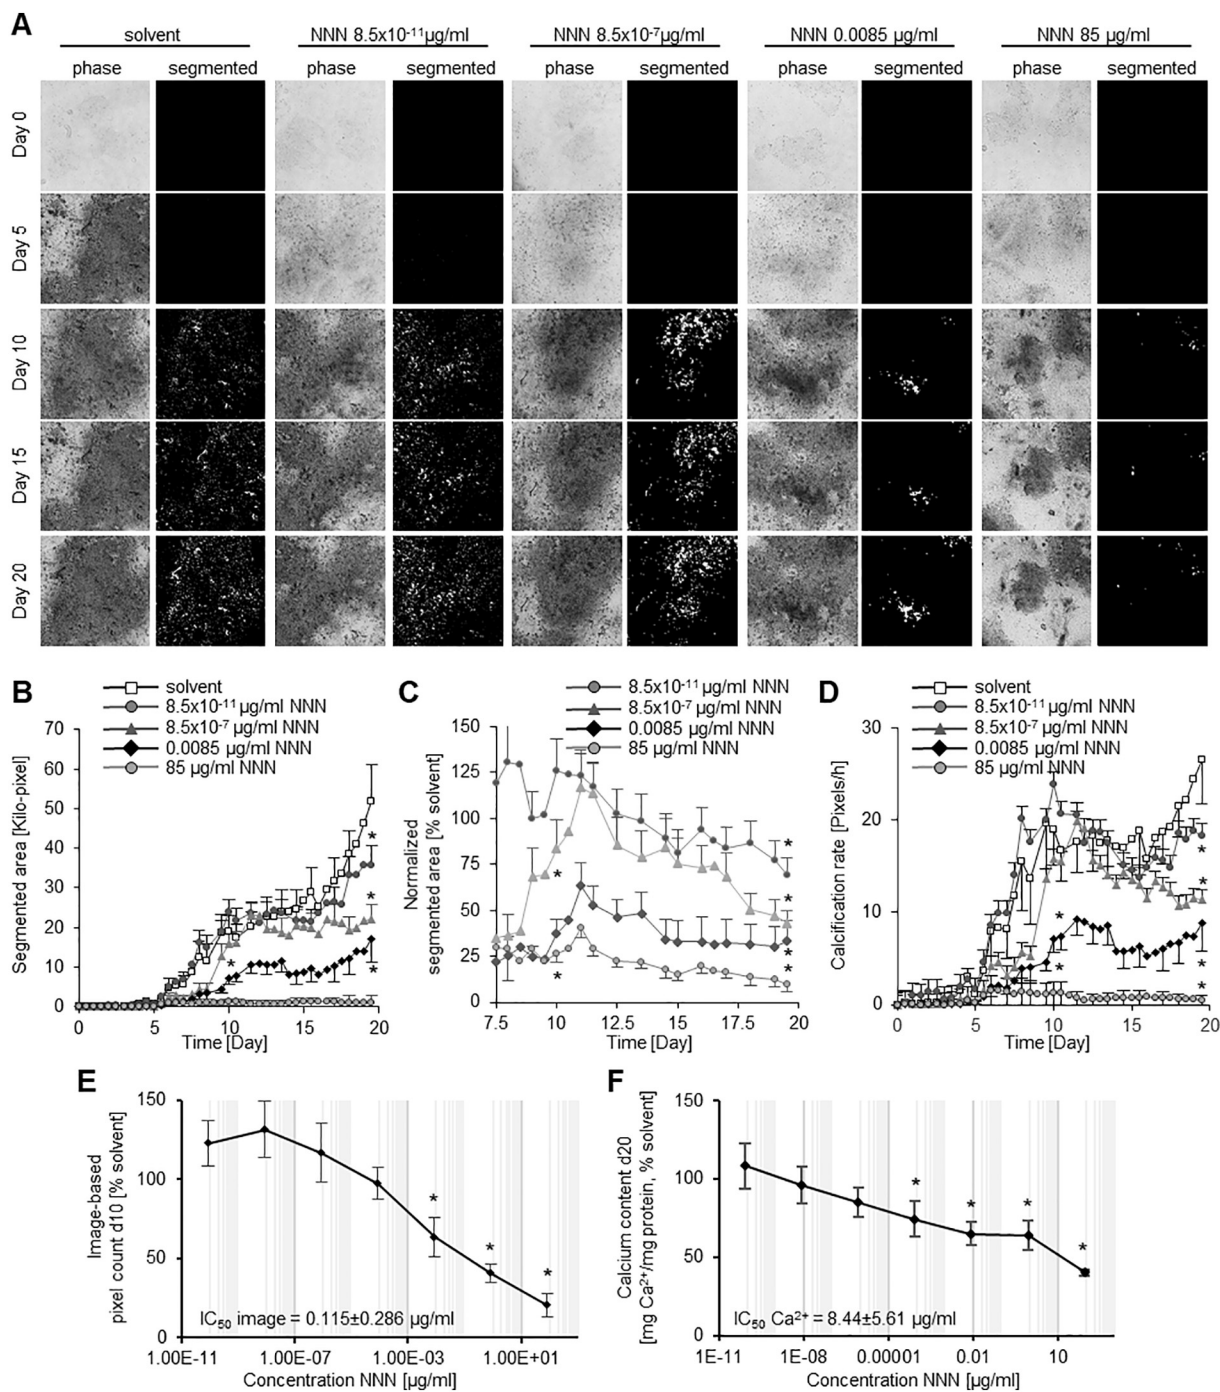 A
solvent NNN 8.5x10⁻¹¹µg/ml NNN 8.5x10⁻⁷µg/ml NNN 0.0085 µg/ml NNN 85 µg/ml
phase segmented phase segmented phase segmented phase segmented phase segmented
Day 0
Day 5
Day 10
Day 15
Day 20
B
solvent
8.5x10⁻¹¹ µg/ml NNN
8.5x10⁻⁷ µg/ml NNN
0.0085 µg/ml NNN
85 µg/ml NNN
Segmented area [Kilo-pixel]
70
60
50
40
30
20
10
0
*
*
*
*
0 5 10 15 20
Time [Day]
C
8.5x10⁻¹¹ µg/ml NNN
8.5x10⁻⁷ µg/ml NNN
0.0085 µg/ml NNN
85 µg/ml NNN
Normalized
segmented area [% solvent]
150
125
100
75
50
25
0
*
*
*
*
*
*
7.5 10 12.5 15 17.5 20
Time [Day]
D
solvent
8.5x10⁻¹¹ µg/ml NNN
8.5x10⁻⁷ µg/ml NNN
0.0085 µg/ml NNN
85 µg/ml NNN
Calcification rate [Pixels/h]
30
20
10
0
*
*
*
*
*
*
0 5 10 15 20
Time [Day]
E
Image-based
pixel count d10 [% solvent]
150
100
50
0
*
*
*
IC₅₀ image = 0.115±0.286 µg/ml
1.00E-11 1.00E-07 1.00E-03 1.00E+01
Concentration NNN [µg/ml]
F
Calcium content d20
[mg Ca²⁺/mg protein, % solvent]
150
100
50
0
*
*
*
*
IC₅₀ Ca²⁺ = 8.44±5.61 µg/ml
1E-11 1E-08 0.00001 0.01 10
Concentration NNN [µg/ml]